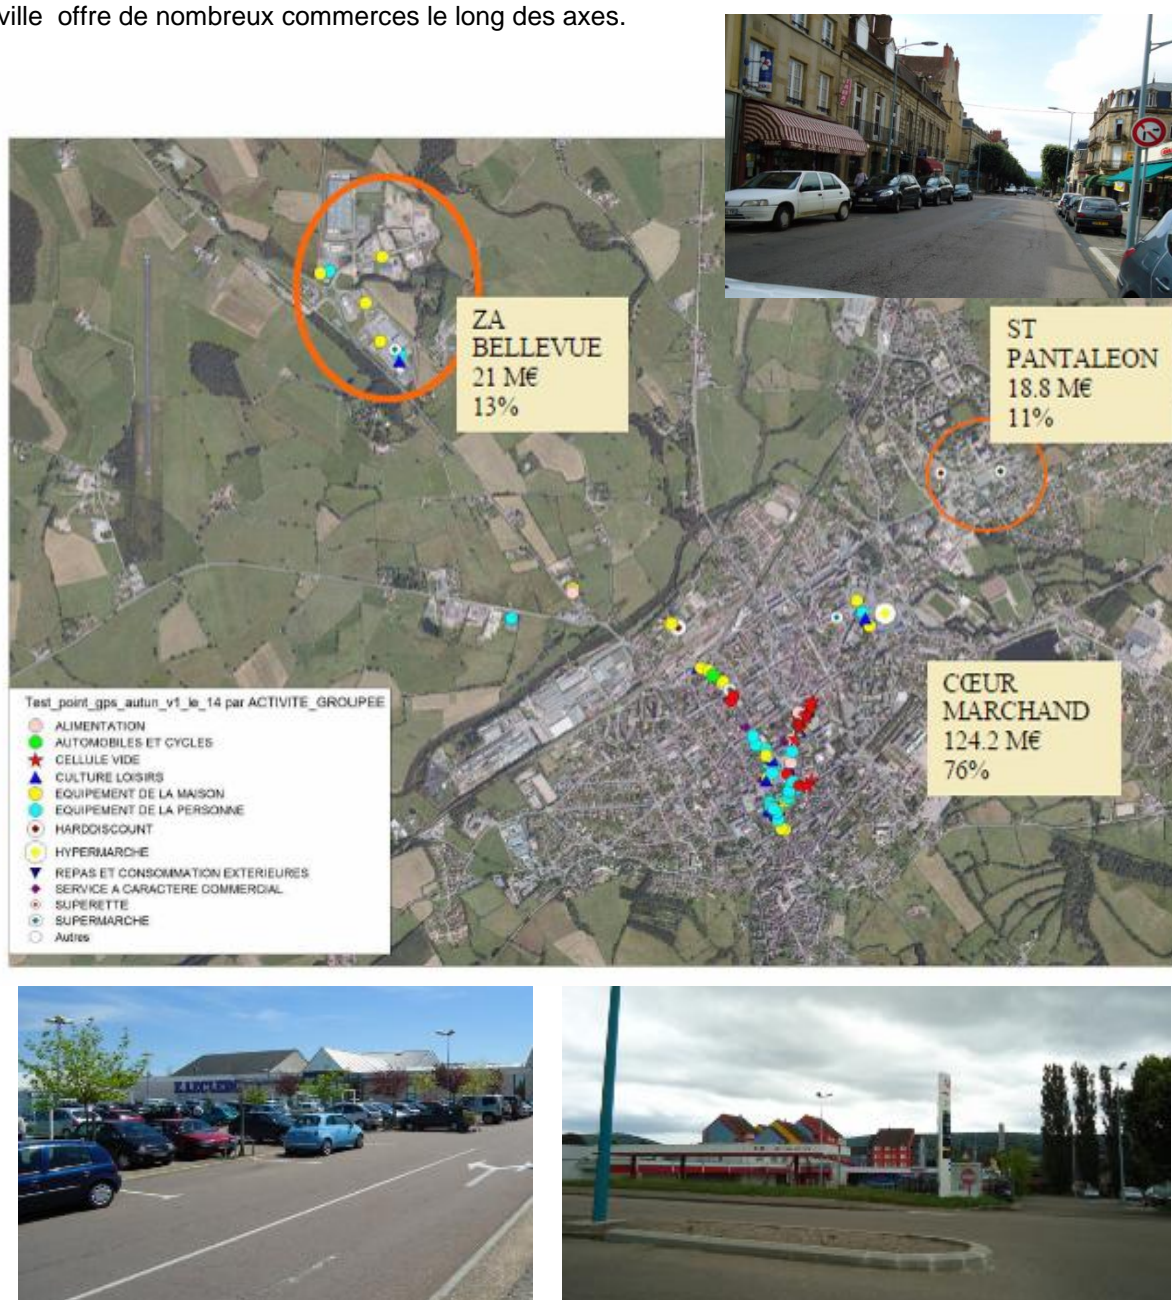 ville offre de nombreux commerces le long des axes.
TABAC
ZA
BELLEVUE
21 M€
13%
ST
PANTALEON
18.8 M€
11%
CŒUR
MARCHAND
124.2 M€
76%
Test_point_gps_autun_v1_le_14 par ACTIVITE_GROUPEE
ALIMENTATION
AUTOMOBILES ET CYCLES
CELLULE VIDE
CULTURE LOISIRS
EQUIPEMENT DE LA MAISON
EQUIPEMENT DE LA PERSONNE
HARDDISCOUNT
HYPERMARCHE
REPAS ET CONSOMMATION EXTERIEURES
SERVICE A CARACTERE COMMERCIAL
SUPERETTE
SUPERMARCHE
Autres
E.LECLERC